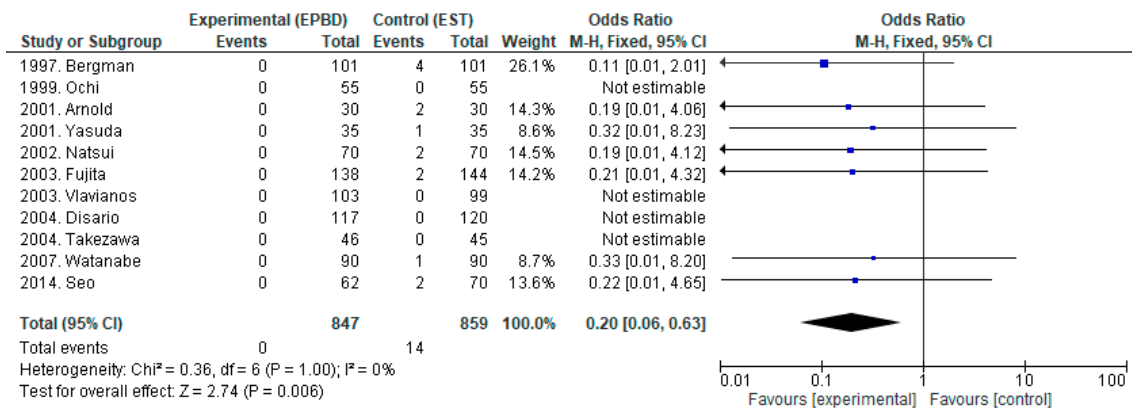 Experimental (EPBD) Control (EST) Odds Ratio Odds Ratio
Study or Subgroup Events Total Events Total Weight M-H, Fixed, 95% CI M-H, Fixed, 95% CI
1997. Bergman 0 101 4 101 26.1% 0.11 [0.01, 2.01]
1999. Ochi 0 55 0 55 Not estimable
2001. Arnold 0 30 2 30 14.3% 0.19 [0.01, 4.06]
2001. Yasuda 0 35 1 35 8.6% 0.32 [0.01, 8.23]
2002. Natsui 0 70 2 70 14.5% 0.19 [0.01, 4.12]
2003. Fujita 0 138 2 144 14.2% 0.21 [0.01, 4.32]
2003. Vlavianos 0 103 0 99 Not estimable
2004. Disario 0 117 0 120 Not estimable
2004. Takezawa 0 46 0 45 Not estimable
2007. Watanabe 0 90 1 90 8.7% 0.33 [0.01, 8.20]
2014. Seo 0 62 2 70 13.6% 0.22 [0.01, 4.65]
Total (95% CI) 847 859 100.0% 0.20 [0.06, 0.63]
Total events 0 14
Heterogeneity: Chi² = 0.36, df = 6 (P = 1.00); I² = 0%
Test for overall effect: Z = 2.74 (P = 0.006)
0.01 0.1 1 10 100
Favours [experimental] Favours [control]